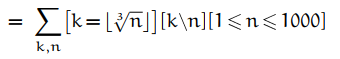 = ∑_{k,n} [k = ⌊∛n⌋][k\n][1 ⩽ n ⩽ 1000]